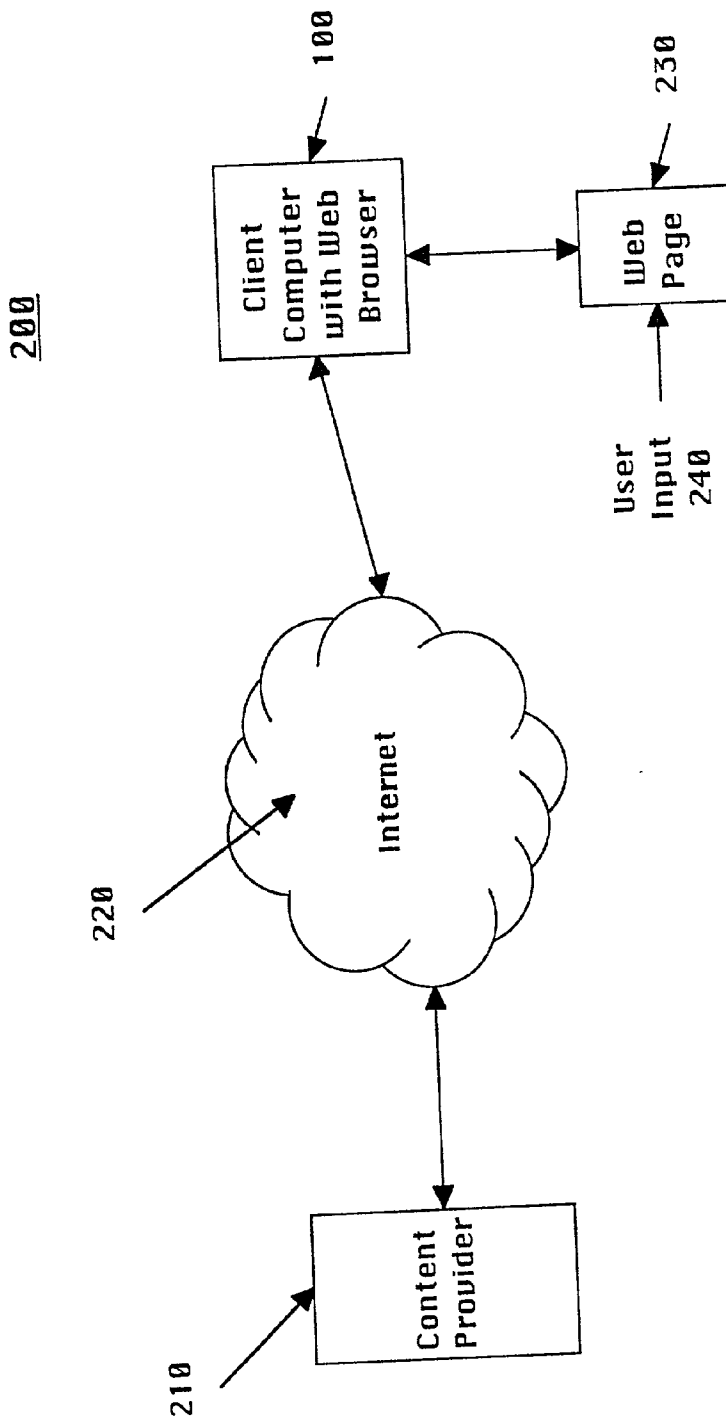 200
210
Content
Provider
220
Internet
Client
Computer
with Web
Browser
100
User
Input
240
Web
Page
230